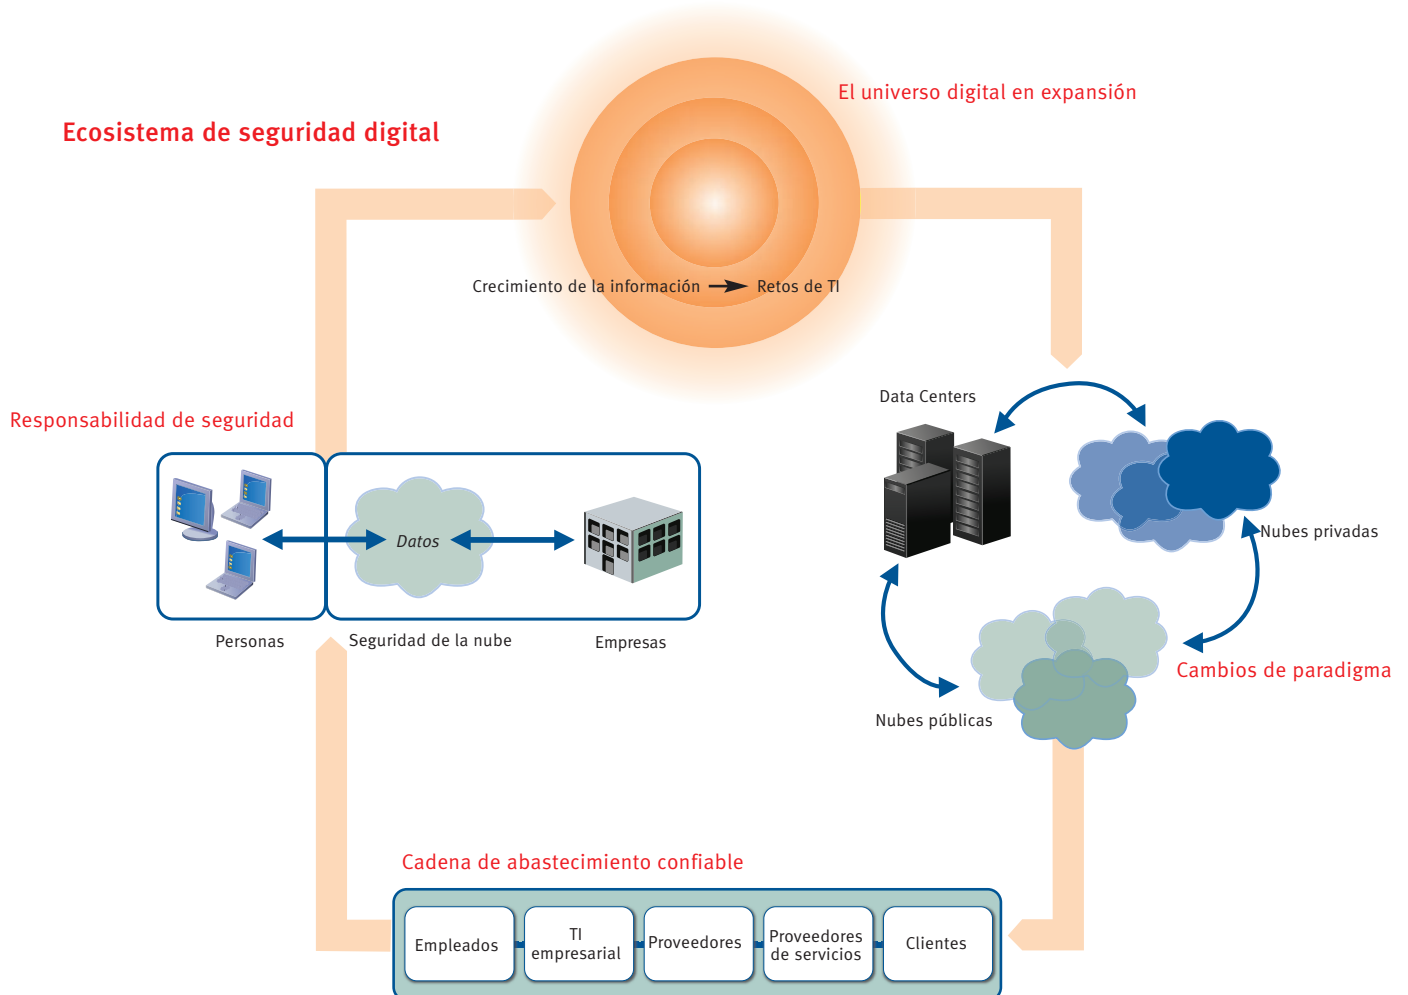 El universo digital en expansión
Ecosistema de seguridad digital
Crecimiento de la información
Retos de TI
Data Centers
Responsabilidad de seguridad
Nubes privadas
Datos
Personas
Seguridad de la nube
Empresas
Cambios de paradigma
Nubes públicas
Cadena de abastecimiento confiable
Empleados
TI
empresarial
Proveedores
Proveedores
de servicios
Clientes